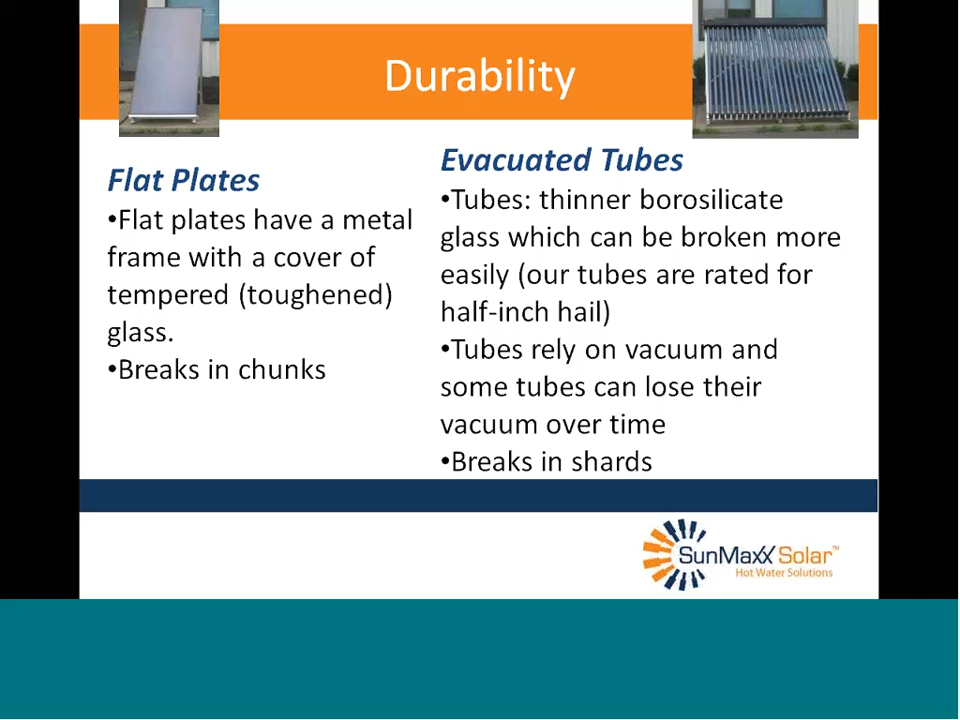 Durability
Flat Plates
•Flat plates have a metal
frame with a cover of
tempered (toughened)
glass.
•Breaks in chunks
Evacuated Tubes
•Tubes: thinner borosilicate
glass which can be broken more
easily (our tubes are rated for
half-inch hail)
•Tubes rely on vacuum and
some tubes can lose their
vacuum over time
•Breaks in shards
SunMaxx Solar™
Hot Water Solutions